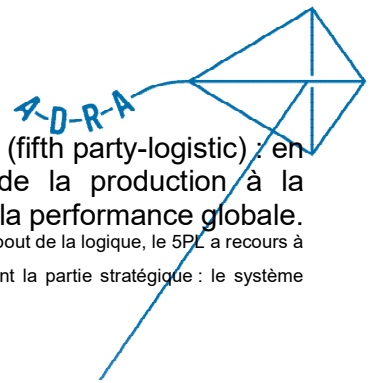 A-D-R-A
(fifth party-logistic) : en
de la production à la
la performance globale.
bout de la logique, le 5PL a recours à
nt la partie stratégique : le système